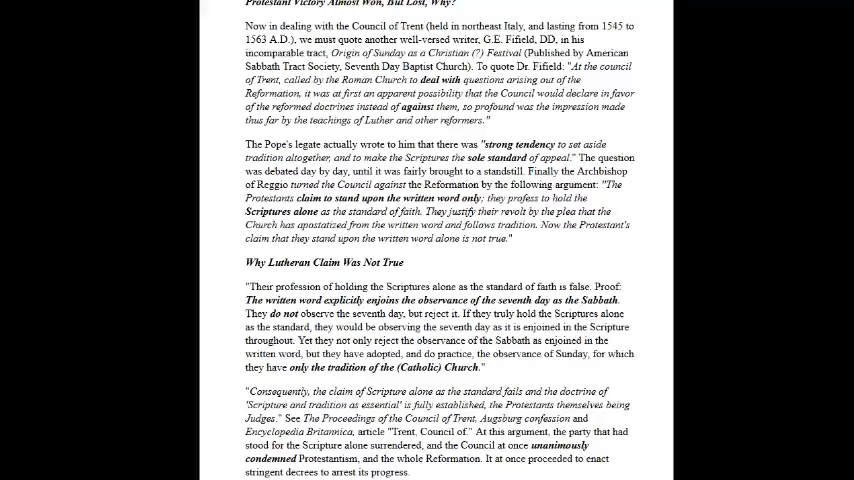 Protestant Victory Almost Won, But Lost, Why?
Now in dealing with the Council of Trent (held in northeast Italy, and lasting from 1545 to
1563 A.D.), we must quote another well-versed writer, G.E. Fifield, DD, in his
incomparable tract, Origin of Sunday as a Christian (?) Festival (Published by American
Sabbath Tract Society, Seventh Day Baptist Church). To quote Dr. Fifield: "At the council
of Trent, called by the Roman Church to deal with questions arising out of the
Reformation, it was at first an apparent possibility that the Council would declare in favor
of the reformed doctrines instead of against them, so profound was the impression made
thus far by the teachings of Luther and other reformers."
The Pope's legate actually wrote to him that there was "strong tendency to set aside
tradition altogether, and to make the Scriptures the sole standard of appeal." The question
was debated day by day, until it was fairly brought to a standstill. Finally the Archbishop
of Reggio turned the Council against the Reformation by the following argument: "The
Protestants claim to stand upon the written word only; they profess to hold the
Scriptures alone as the standard of faith. They justify their revolt by the plea that the
Church has apostatized from the written word and follows tradition. Now the Protestant's
claim that they stand upon the written word alone is not true."
Why Lutheran Claim Was Not True
"Their profession of holding the Scriptures alone as the standard of faith is false. Proof:
The written word explicitly enjoins the observance of the seventh day as the Sabbath.
They do not observe the seventh day, but reject it. If they truly hold the Scriptures alone
as the standard, they would be observing the seventh day as it is enjoined in the Scripture
throughout. Yet they not only reject the observance of the Sabbath as enjoined in the
written word, but they have adopted, and do practice, the observance of Sunday, for which
they have only the tradition of the (Catholic) Church."
"Consequently, the claim of Scripture alone as the standard fails and the doctrine of
'Scripture and tradition as essential' is fully established, the Protestants themselves being
Judges." See The Proceedings of the Council of Trent, Augsburg confession and
Encyclopedia Britannica, article "Trent, Council of." At this argument, the party that had
stood for the Scripture alone surrendered, and the Council at once unanimously
condemned Protestantism, and the whole Reformation. It at once proceeded to enact
stringent decrees to arrest its progress.